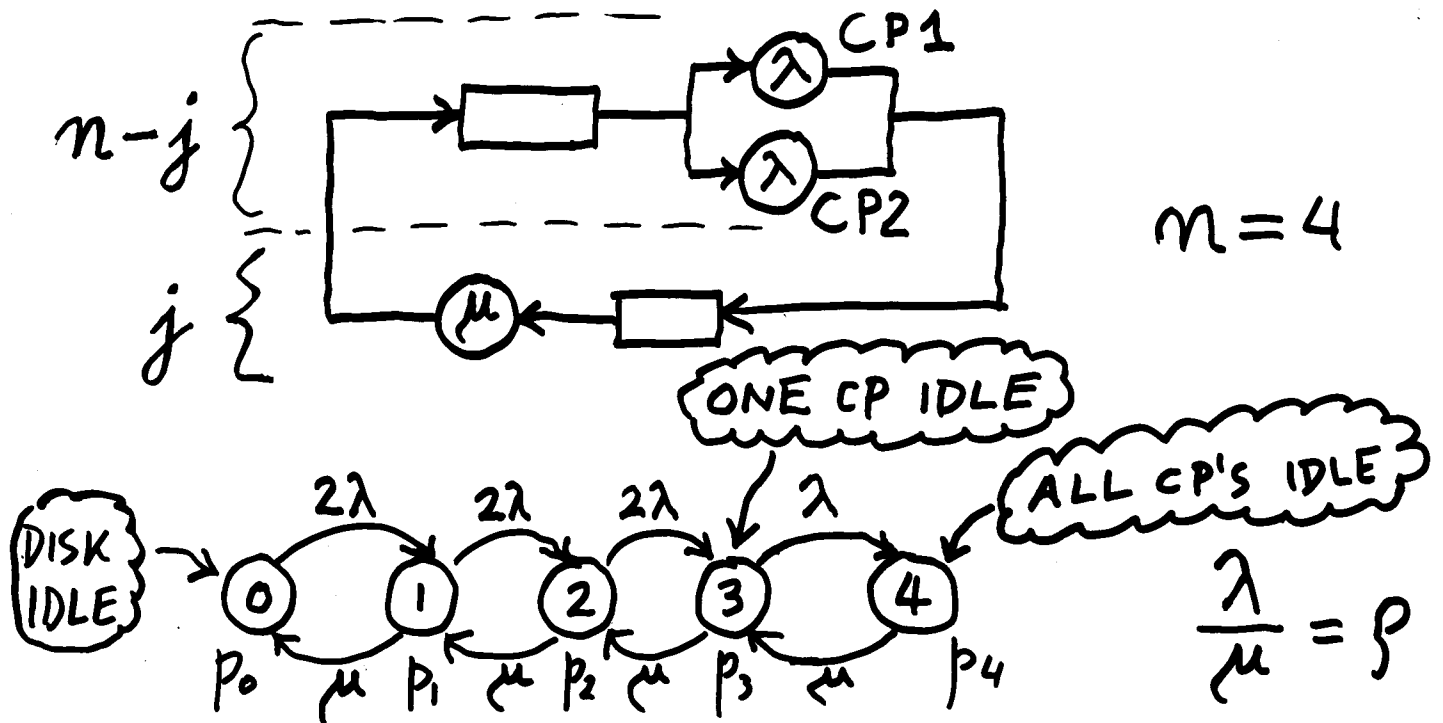 CP1
λ
n-j
λ
CP2
n=4
j
μ
ONE CP IDLE
ALL CP'S IDLE
2λ 2λ 2λ λ
DISK
IDLE
0 1 2 3 4
λ/μ = ρ
p₀ μ p₁ μ p₂ μ p₃ μ p₄